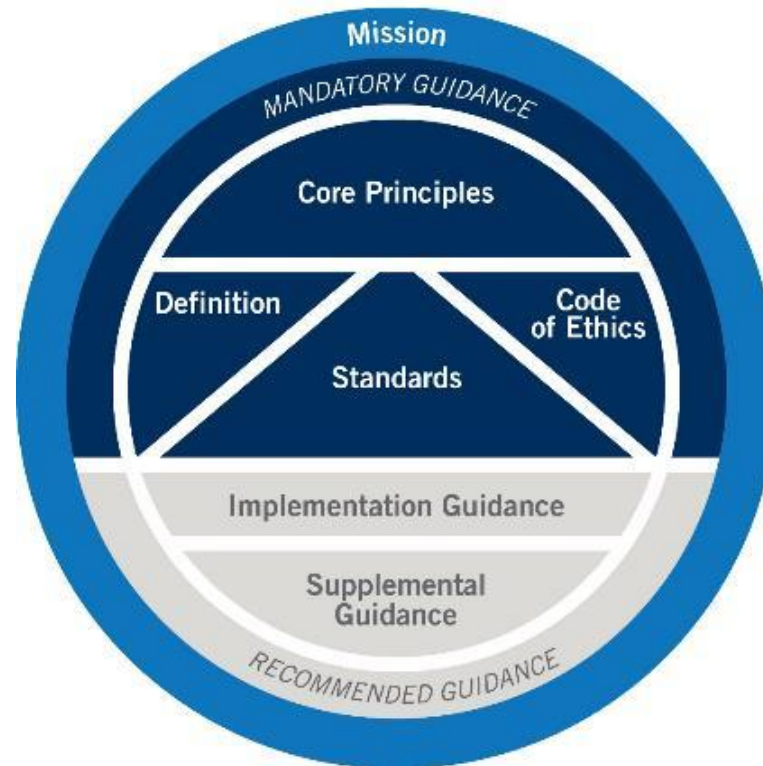 Mission
MANDATORY GUIDANCE
Core Principles
Definition
Code
of Ethics
Standards
Implementation Guidance
Supplemental
Guidance
RECOMMENDED GUIDANCE